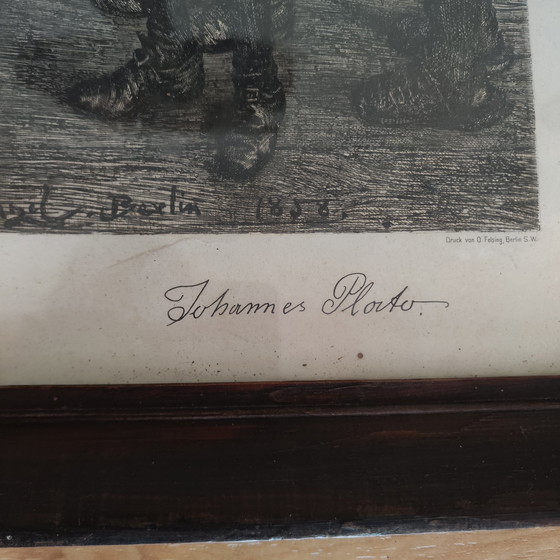 Berlin 1858.
Druck von O. Felsing, Berlin S.W.
Johannes Plato.